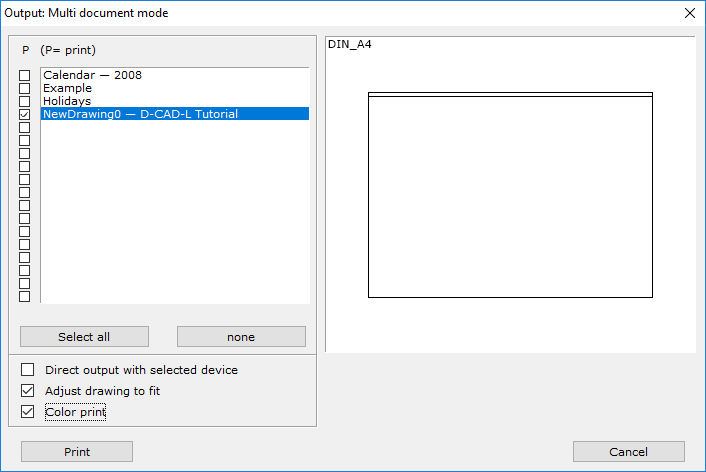 Output: Multi document mode
P (P= print)
Calendar — 2008
Example
Holidays
NewDrawing0 — D-CAD-L Tutorial
Select all
none
Direct output with selected device
Adjust drawing to fit
Color print
Print
DIN_A4
Cancel